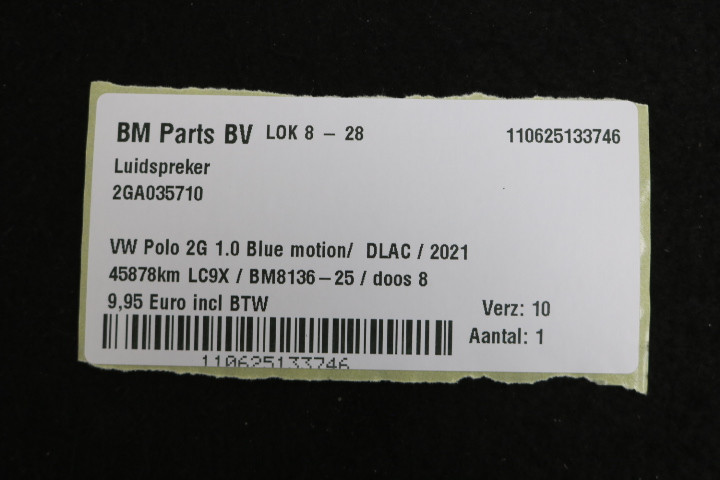 BM Parts BV LOK 8 - 28 110625133746
Luidspreker
2GA035710
VW Polo 2G 1.0 Blue motion/ DLAC / 2021
45878km LC9X / BM8136-25 / doos 8
9,95 Euro incl BTW Verz: 10
Aantal: 1
110625133746